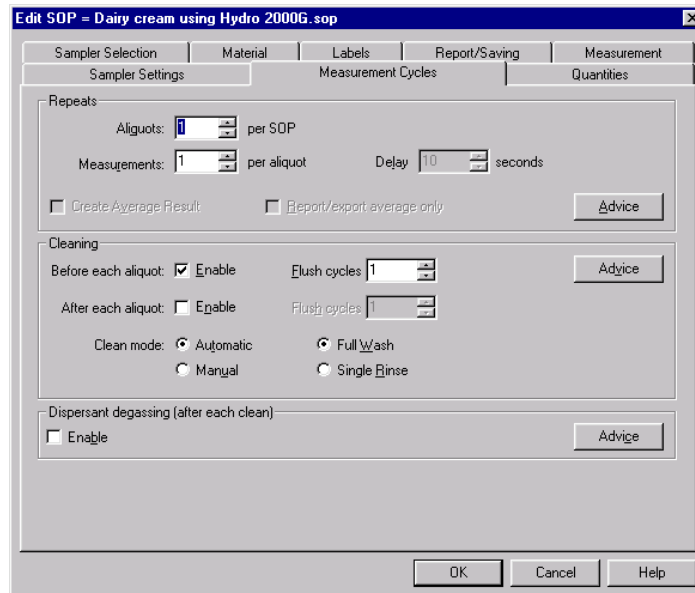 Edit SOP = Dairy cream using Hydro 2000G.sop
Sampler Selection Material Labels Report/Saving Measurement
Sampler Settings Measurement Cycles Quantities
Repeats
Aliquots: 1 per SOP
Measurements: 1 per aliquot Delay 10 seconds
Create Average Result Report/export average only Advice
Cleaning
Before each aliquot: Enable Flush cycles 1 Advice
After each aliquot: Enable Flush cycles 1
Clean mode: Automatic Full Wash
Manual Single Rinse
Dispersant degassing (after each clean)
Enable Advice
OK Cancel Help